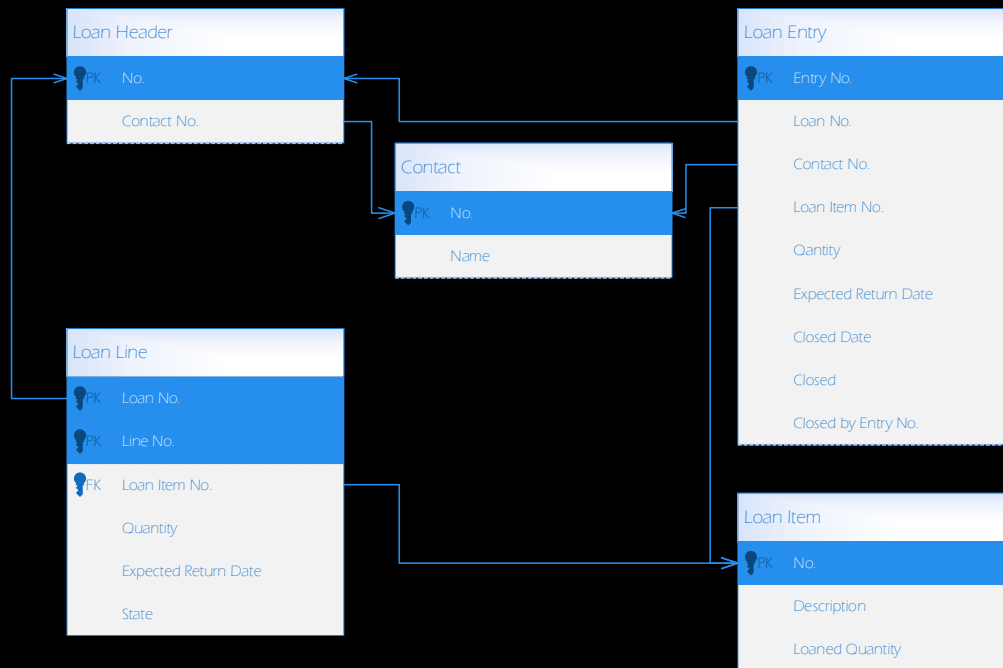 Loan Header
PK No.
Contact No.
Contact
PK No.
Name
Loan Entry
PK Entry No.
Loan No.
Contact No.
Loan Item No.
Qantity
Expected Return Date
Closed Date
Closed
Closed by Entry No.
Loan Line
PK Loan No.
PK Line No.
FK Loan Item No.
Quantity
Expected Return Date
State
Loan Item
PK No.
Description
Loaned Quantity